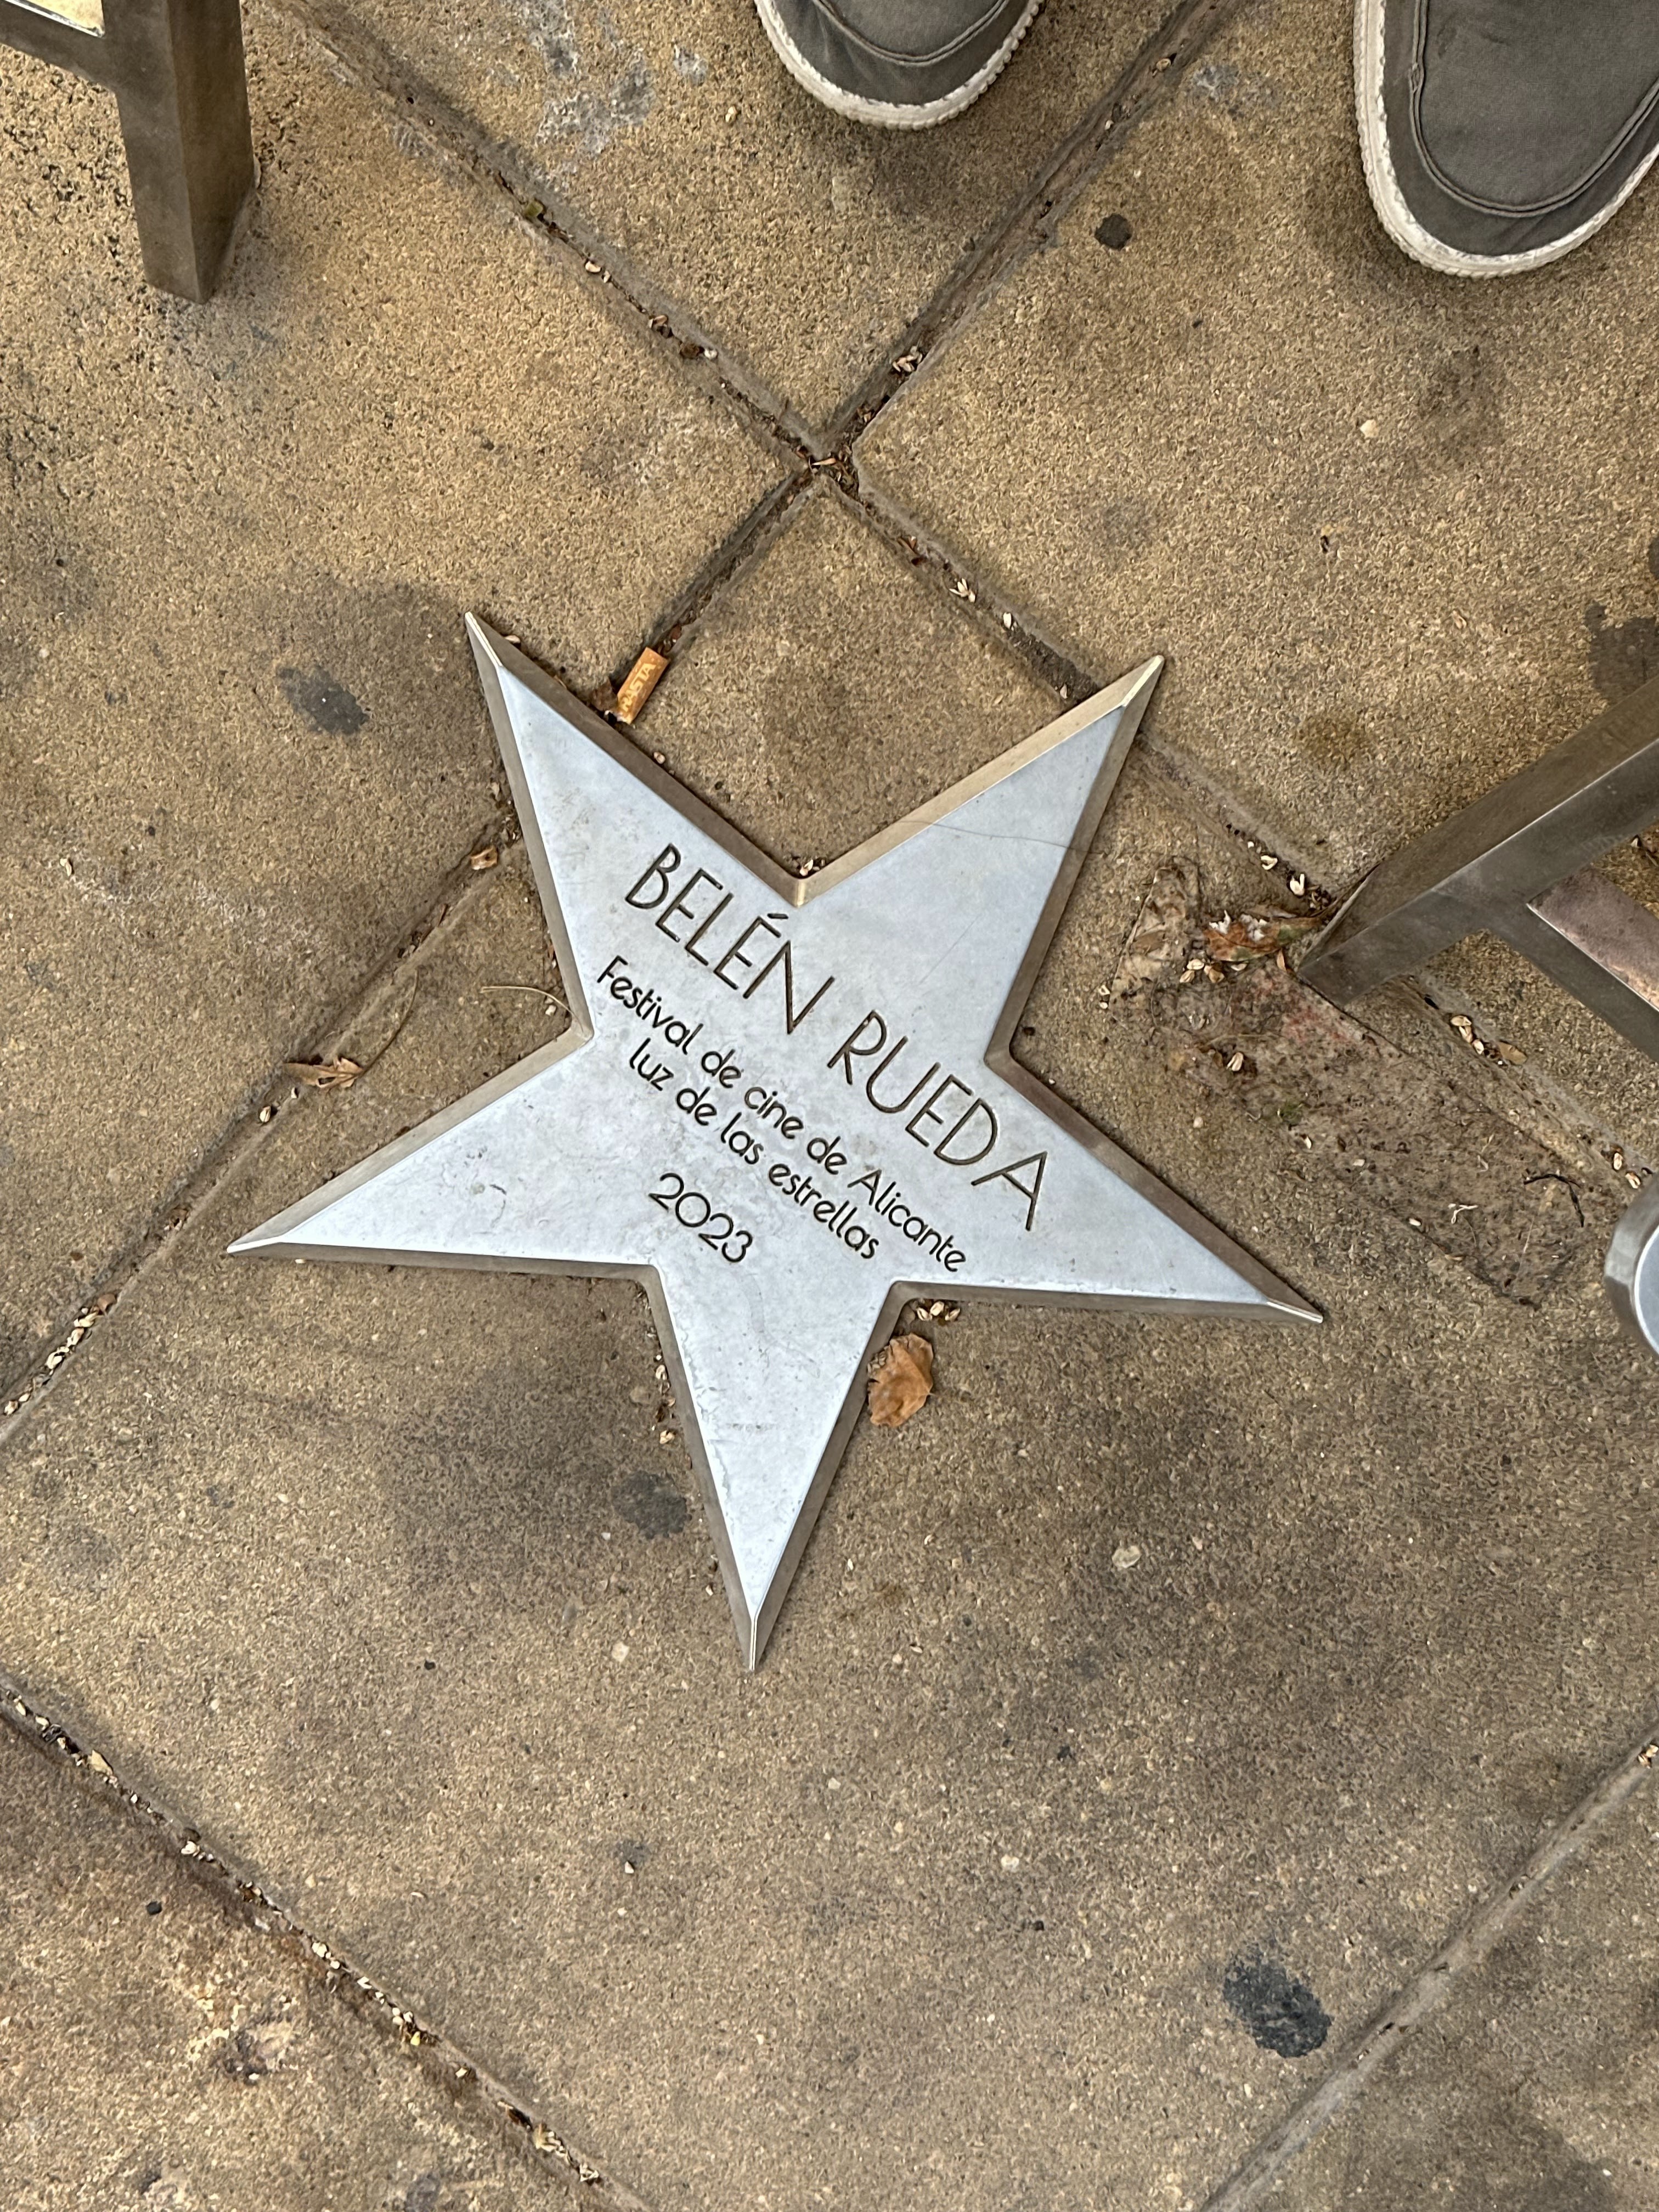 BELÉN RUEDA
Festival de cine de Alicante
luz de las estrellas
2023